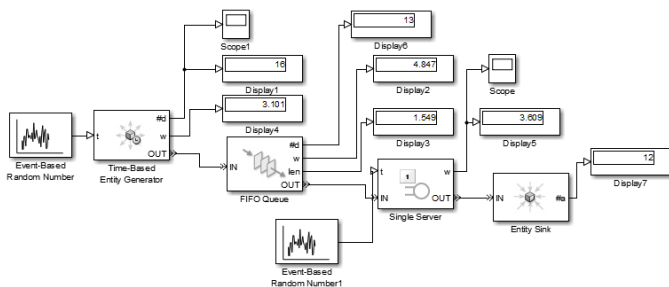 Scope1
16
Display1
3.101
Display4
Event-Based
Random Number
t
#d
w
OUT
Time-Based
Entity Generator
IN
#d
w
len
OUT
FIFO Queue
13
Display6
4.847
Display2
1.549
Display3
Event-Based
Random Number1
t
IN
1
w
OUT
Single Server
Scope
3.609
Display5
IN
#a
Entity Sink
12
Display7